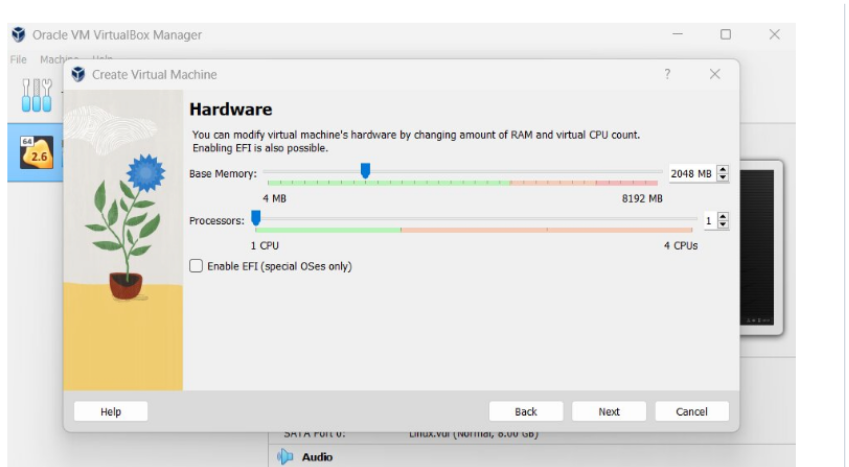 Oracle VM VirtualBox Manager
File Machine Help
Create Virtual Machine ?
64
2.6
Hardware
You can modify virtual machine's hardware by changing amount of RAM and virtual CPU count.
Enabling EFI is also possible.
Base Memory: 2048 MB
4 MB 8192 MB
Processors: 1
1 CPU 4 CPUs
Enable EFI (special OSes only)
Help Back Next Cancel
SATA Port 0: Linux.vdi (Normal, 8.00 GB)
Audio